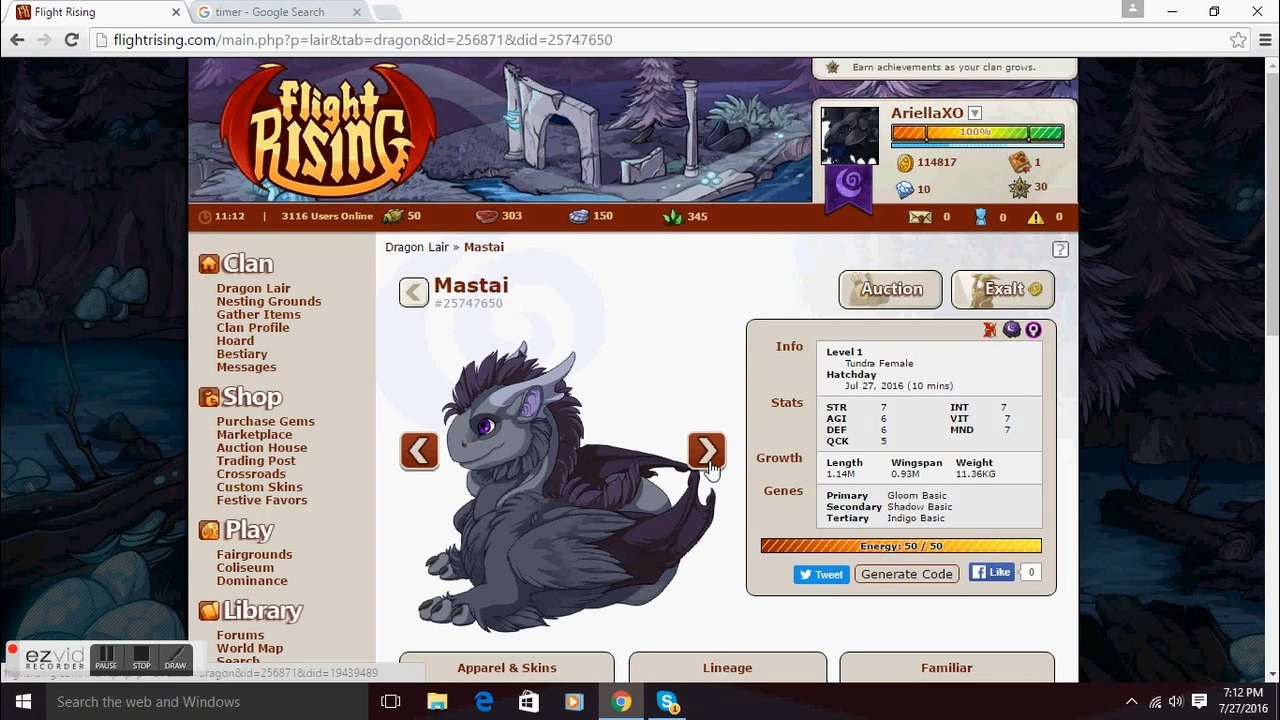 Flight Rising
timer - Google Search
flightrising.com/main.php?p=lair&tab=dragon&id=256871&did=25747650
Flight
RISING
Earn achievements as your clan grows.
AriellaXO
100%
114817
1
10
30
11:12 | 3116 Users Online 50 303 150 345 0 0 0
Clan
Dragon Lair
Nesting Grounds
Gather Items
Clan Profile
Hoard
Bestiary
Messages
Shop
Purchase Gems
Marketplace
Auction House
Trading Post
Crossroads
Custom Skins
Festive Favors
Play
Fairgrounds
Coliseum
Dominance
Library
Forums
World Map
Search
Dragon Lair » Mastai
?
Mastai
#25747650
Auction
Exalt
Info
Level 1
Tundra Female
Hatchday
Jul 27, 2016 (10 mins)
Stats
STR 7 INT 7
AGI 6 VIT 7
DEF 6 MND 7
QCK 5
Growth
Length Wingspan Weight
1.14M 0.93M 11.36KG
Genes
Primary Gloom Basic
Secondary Shadow Basic
Tertiary Indigo Basic
Energy: 50 / 50
Tweet
Generate Code
Like
0
Apparel & Skins
Lineage
Familiar
ezvid
RECORDER
PAUSE
STOP
DRAW
dragon&id=256871&did=19439489
Search the web and Windows
1
7:12 PM
7/27/2016